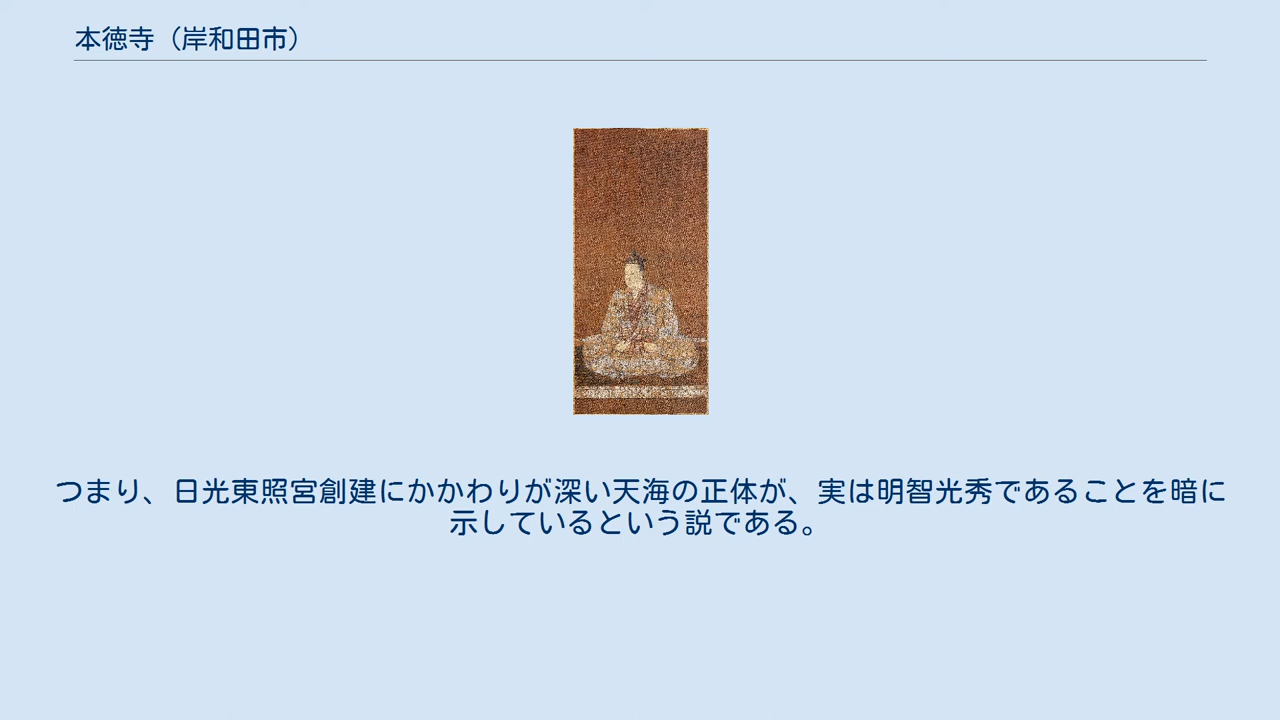 本徳寺（岸和田市）
つまり、日光東照宮創建にかかわりが深い天海の正体が、実は明智光秀であることを暗に
示しているという説である。